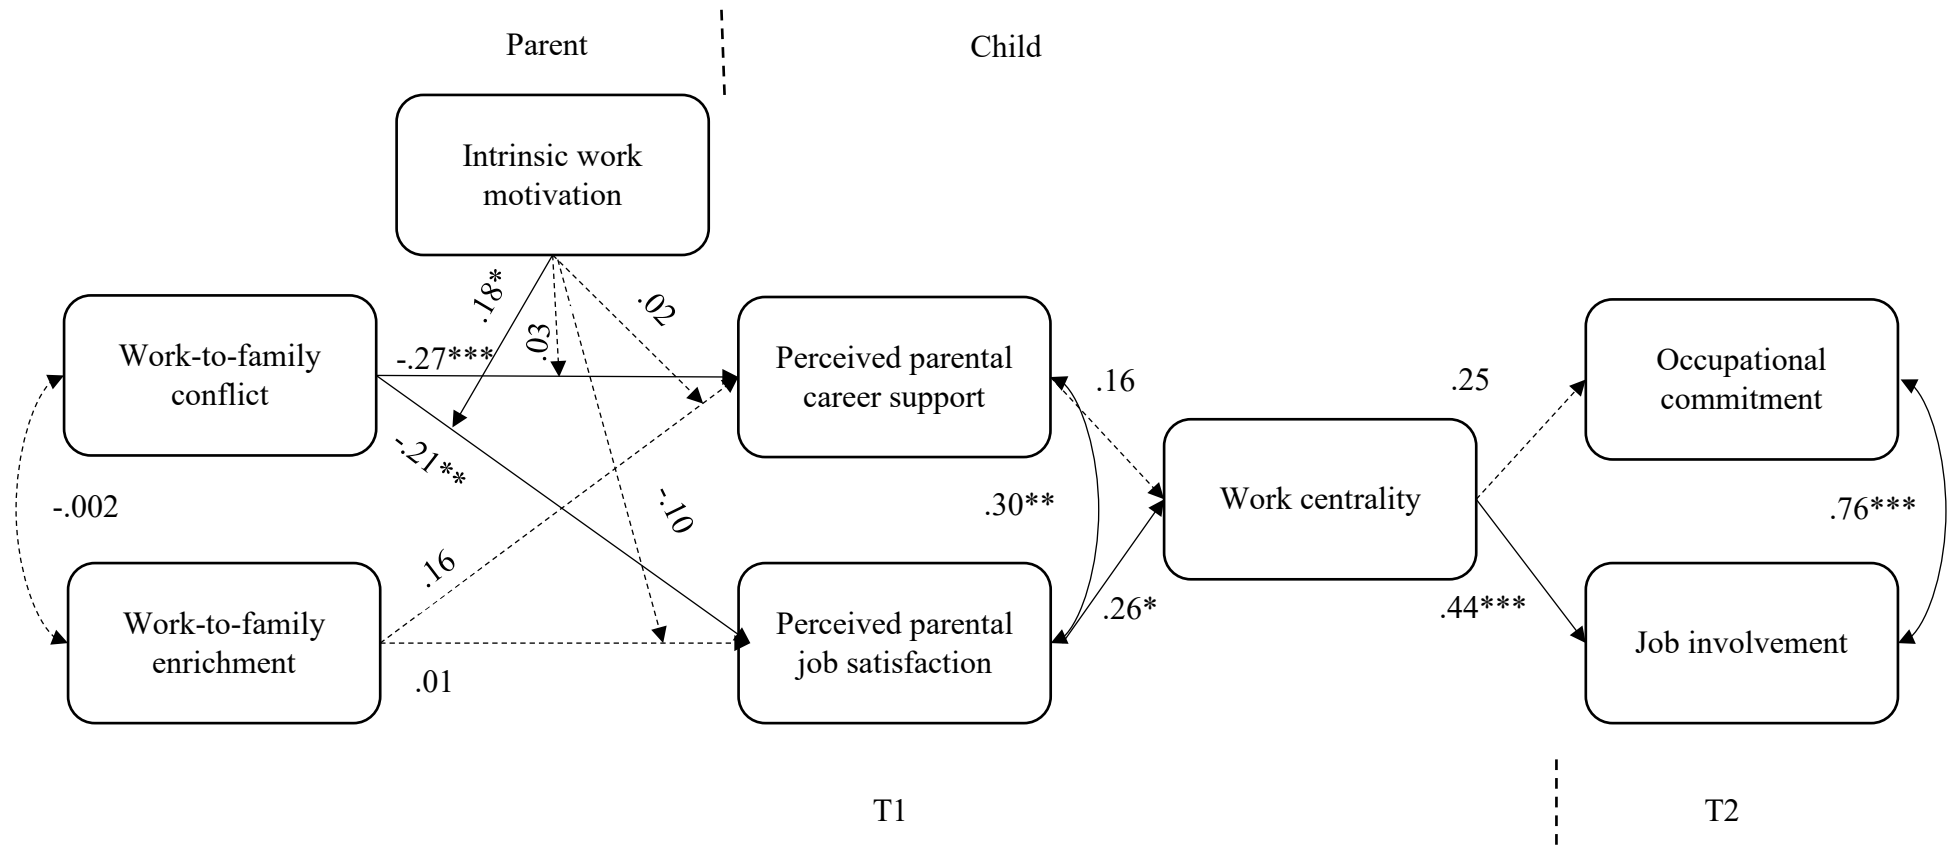 Parent
Child
Intrinsic work
motivation
.18*
.03
.02
Work-to-family
conflict
-.27***
Perceived parental
career support
.16
.25
Occupational
commitment
-.21**
-.002
-.10
.30**
Work centrality
.76***
.16
Work-to-family
enrichment
.01
Perceived parental
job satisfaction
.26*
.44***
Job involvement
T1
T2